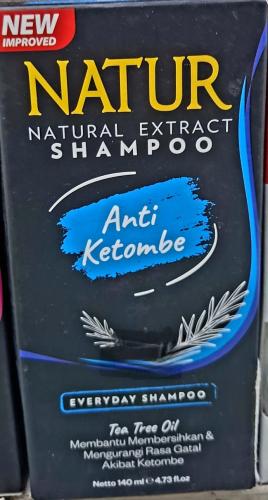 NEW
IMPROVED
NATUR
NATURAL EXTRACT
SHAMPOO
Anti
Ketombe
EVERYDAY SHAMPOO
Tea Tree Oil
Membantu Membersihkan &
Mengurangi Rasa Gatal
Akibat Ketombe
Netto 140 ml e 4.73 fl.oz